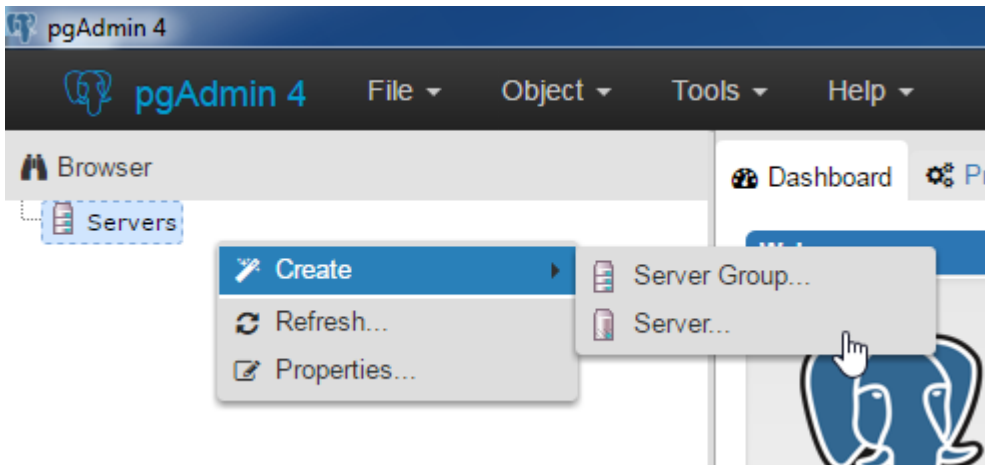 pgAdmin 4
pgAdmin 4 File Object Tools Help
Browser
Dashboard
Servers
Create
Refresh...
Properties...
Server Group...
Server...